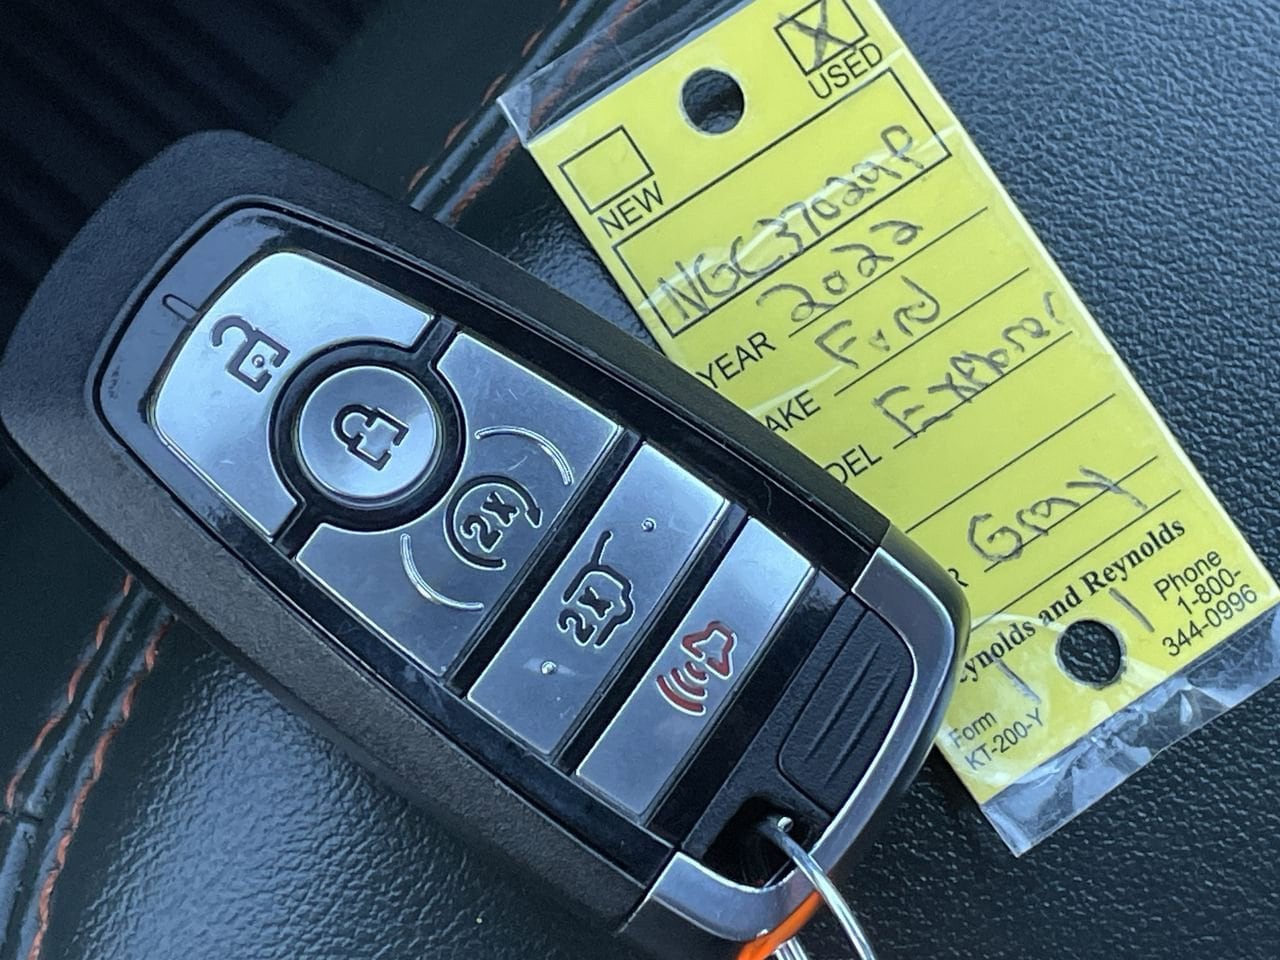 USED
NEW
NGC37029P
YEAR 2022
AKE Ford
DEL Explorer
R Gray
eynolds and Reynolds
Form
KT-200-Y
Phone
1-800-
344-0996
2x
2x